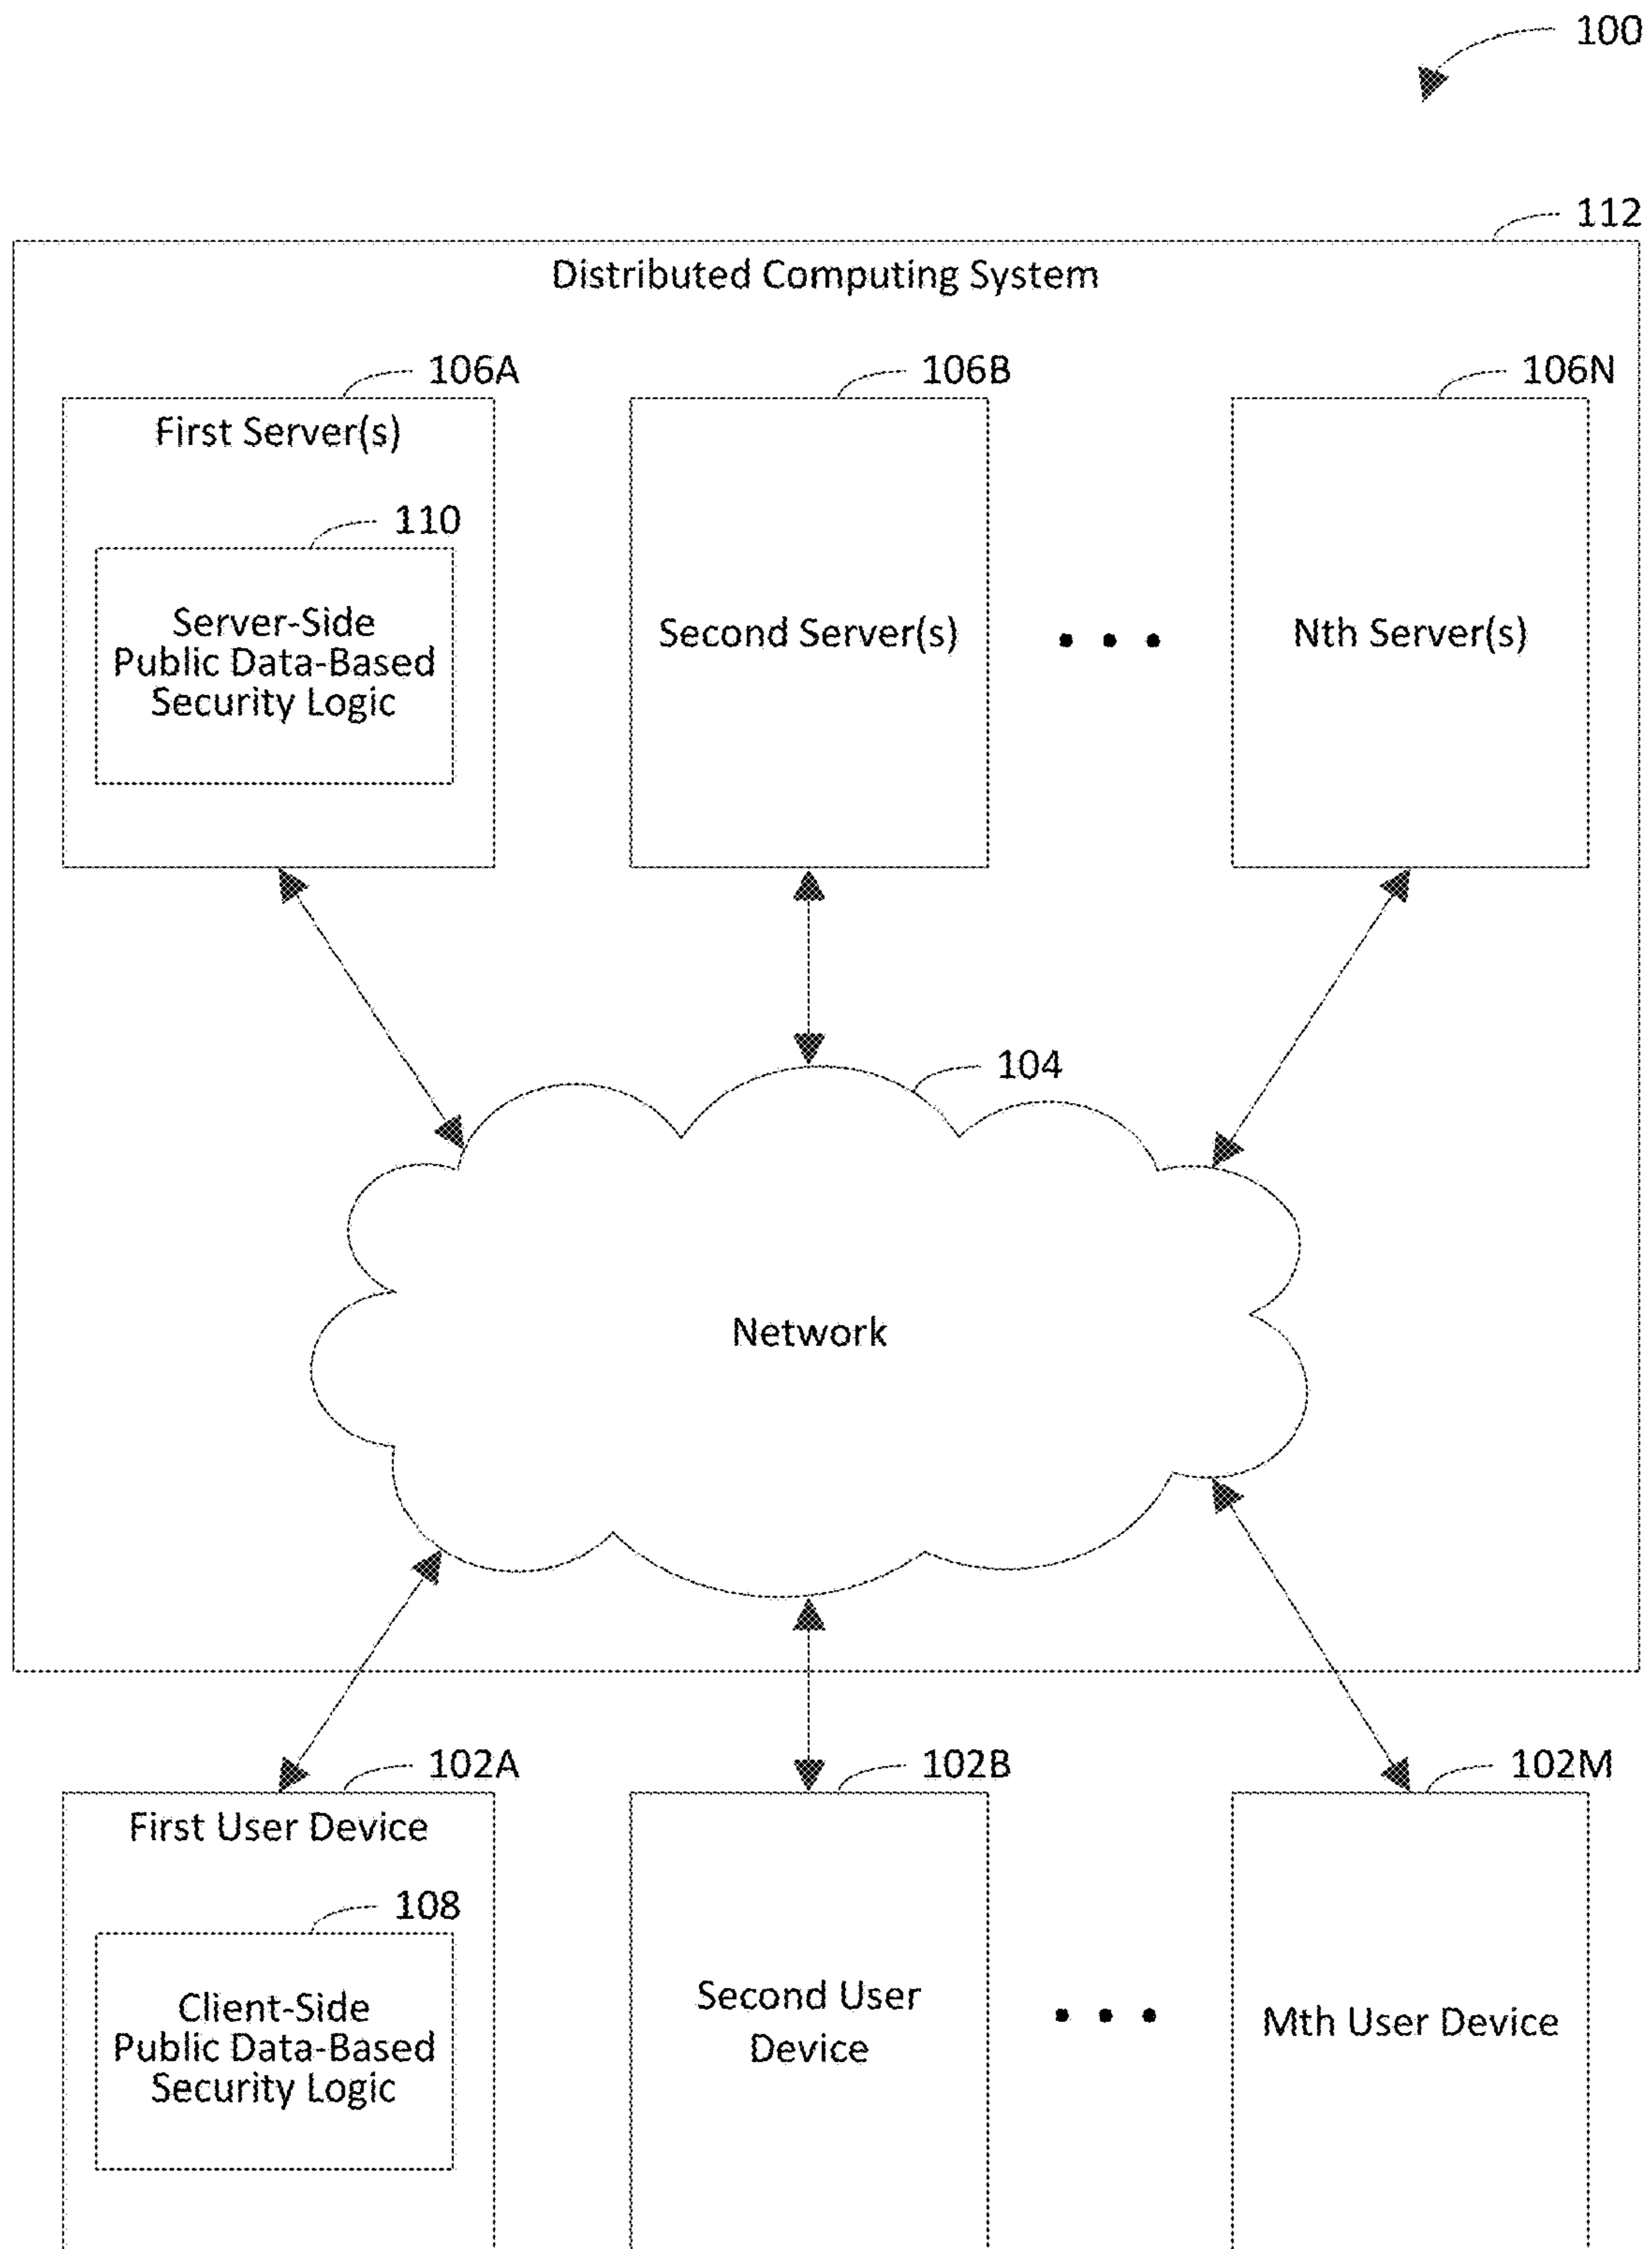 100
112
Distributed Computing System
106A
106B
106N
First Server(s)
110
Server-Side
Public Data-Based
Security Logic
Second Server(s)
• • •
Nth Server(s)
104
Network
102A
102B
102M
First User Device
108
Client-Side
Public Data-Based
Security Logic
Second User
Device
• • •
Mth User Device